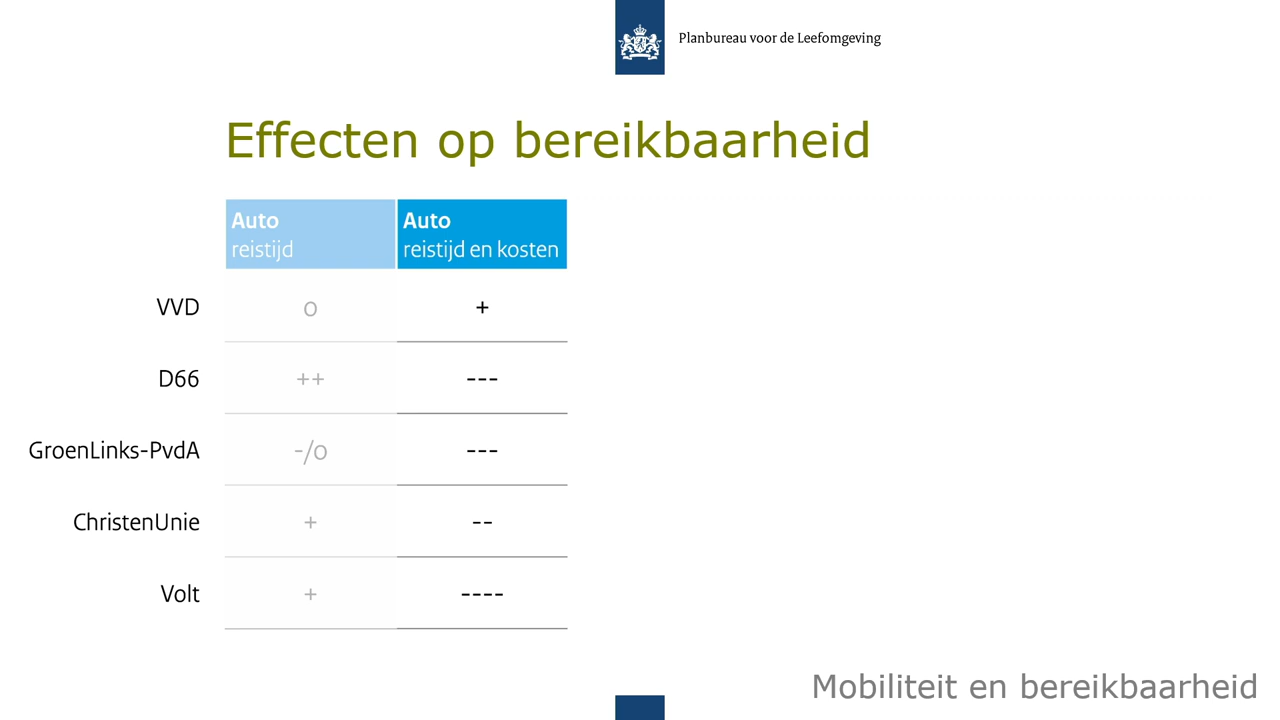 Planbureau voor de Leefomgeving
Effecten op bereikbaarheid
Auto Auto
reistijd reistijd en kosten
VVD o +
D66 ++ ---
GroenLinks-PvdA -/o ---
ChristenUnie + --
Volt + ----
Mobiliteit en bereikbaarheid